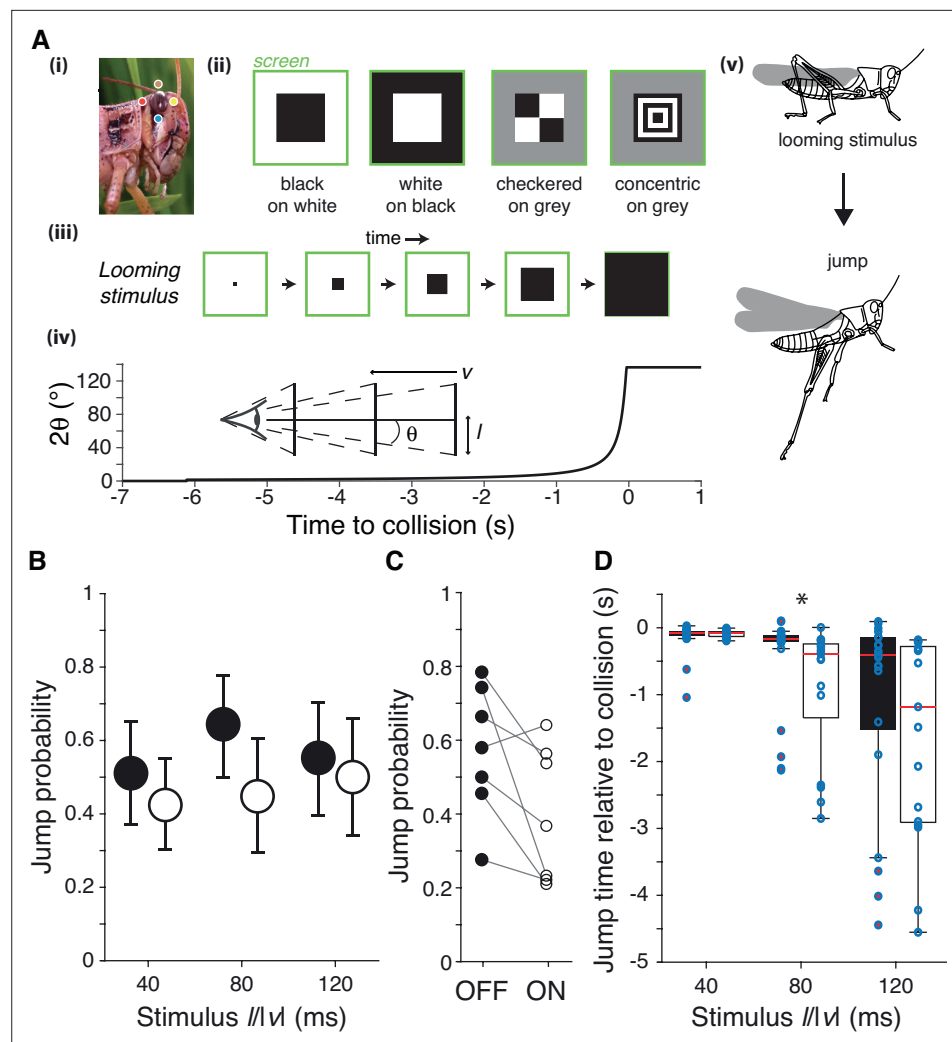 A
(i)
(ii)
screen
black
on white
white
on black
checkered
on grey
concentric
on grey
(iii)
time
Looming
stimulus
(iv)
2θ (°)
120
80
40
0
v
θ
l
-7
-6
-5
-4
-3
-2
-1
0
1
Time to collision (s)
(v)
looming stimulus
jump
B
Jump probability
1
0.8
0.6
0.4
0.2
0
40
80
120
Stimulus l/|v| (ms)
C
Jump probability
1
0.8
0.6
0.4
0.2
0
OFF
ON
D
Jump time relative to collision (s)
*
0
-1
-2
-3
-4
-5
40
80
120
Stimulus l/|v| (ms)